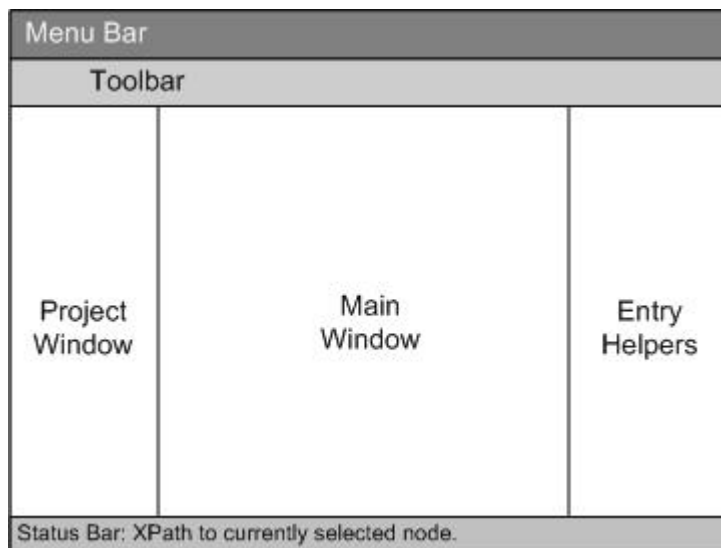 Menu Bar
Toolbar
Project
Window
Main
Window
Entry
Helpers
Status Bar: XPath to currently selected node.